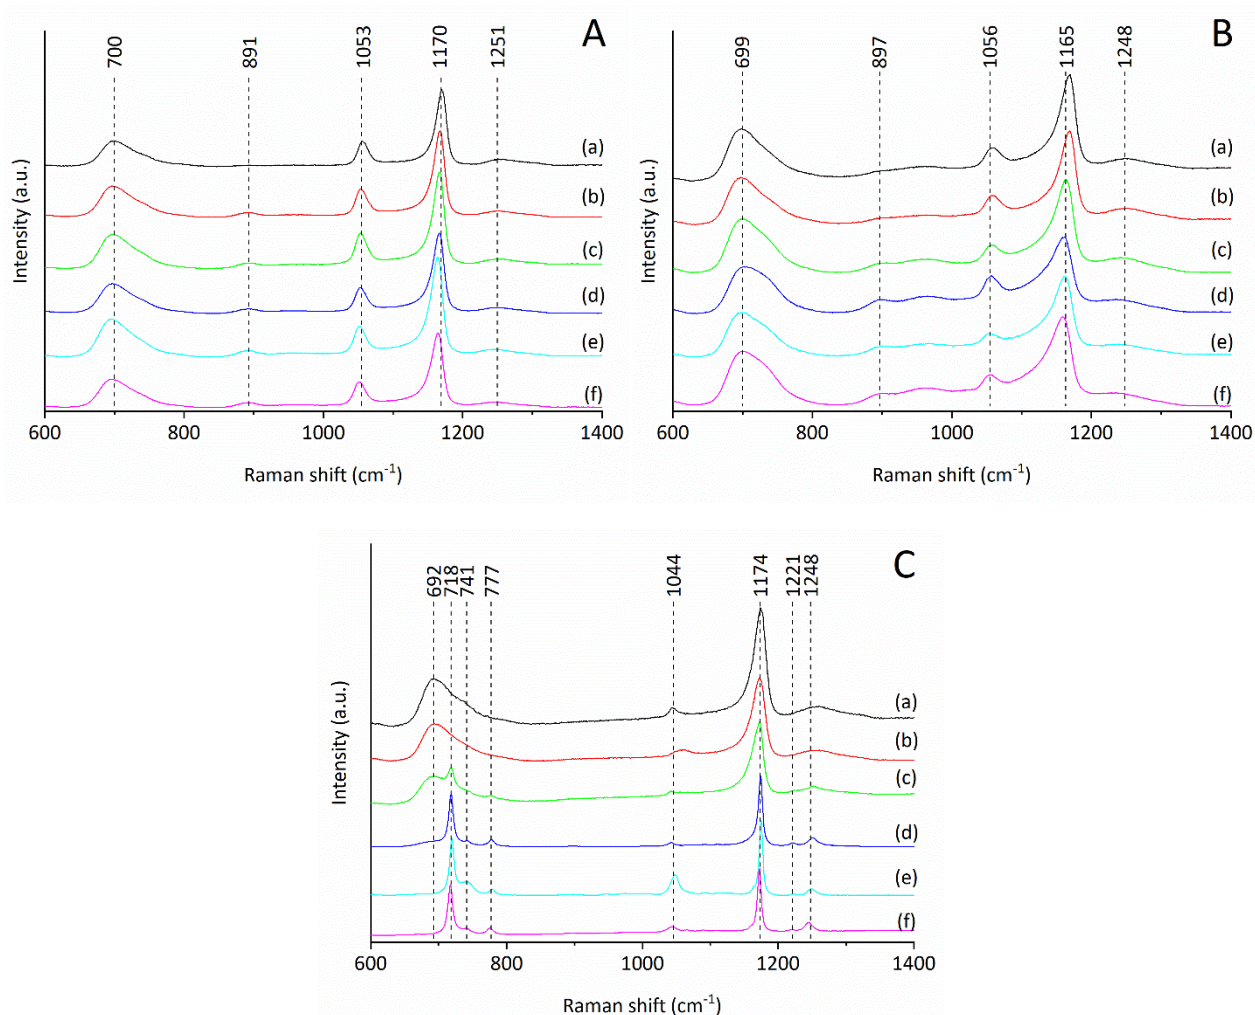 A
700 891 1053 1170 1251
Intensity (a.u.)
(a)
(b)
(c)
(d)
(e)
(f)
600 800 1000 1200 1400
Raman shift (cm⁻¹)
B
699 897 1056 1165 1248
Intensity (a.u.)
(a)
(b)
(c)
(d)
(e)
(f)
600 800 1000 1200 1400
Raman shift (cm⁻¹)
C
692 718 741 777 1044 1174 1221 1248
Intensity (a.u.)
(a)
(b)
(c)
(d)
(e)
(f)
600 800 1000 1200 1400
Raman shift (cm⁻¹)